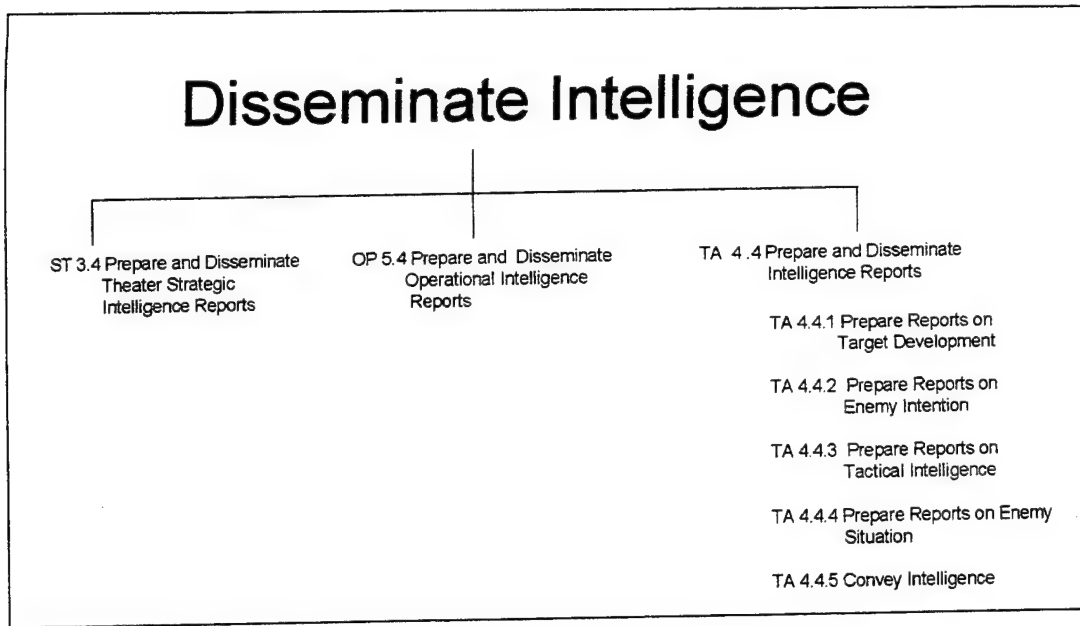 Disseminate Intelligence
ST 3.4 Prepare and Disseminate
Theater Strategic
Intelligence Reports
OP 5.4 Prepare and Disseminate
Operational Intelligence
Reports
TA 4.4 Prepare and Disseminate
Intelligence Reports
TA 4.4.1 Prepare Reports on
Target Development
TA 4.4.2 Prepare Reports on
Enemy Intention
TA 4.4.3 Prepare Reports on
Tactical Intelligence
TA 4.4.4 Prepare Reports on Enemy
Situation
TA 4.4.5 Convey Intelligence